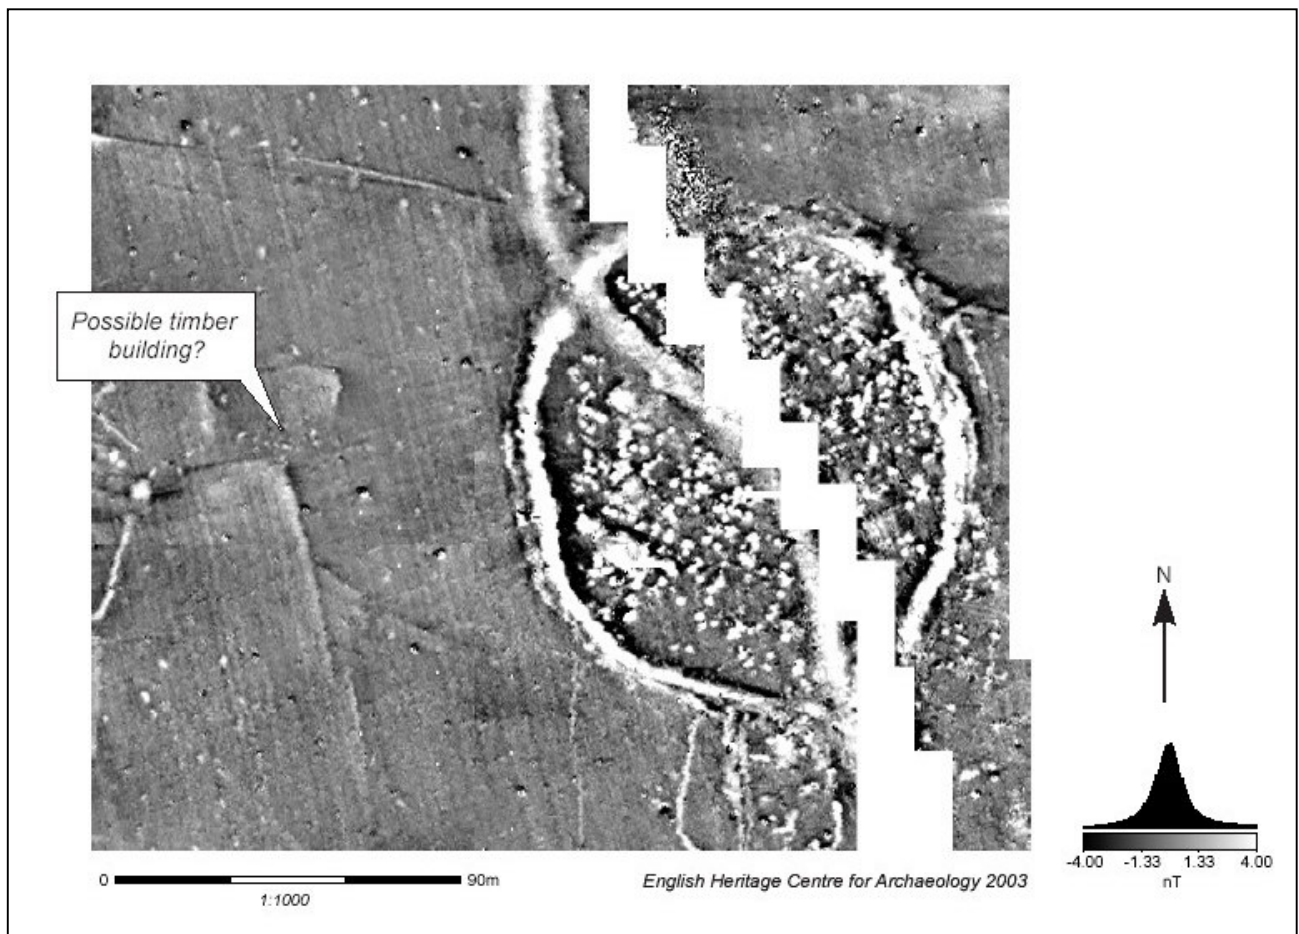 Possible timber
building?
N
-4.00 -1.33 1.33 4.00
nT
0 90m
1:1000
English Heritage Centre for Archaeology 2003